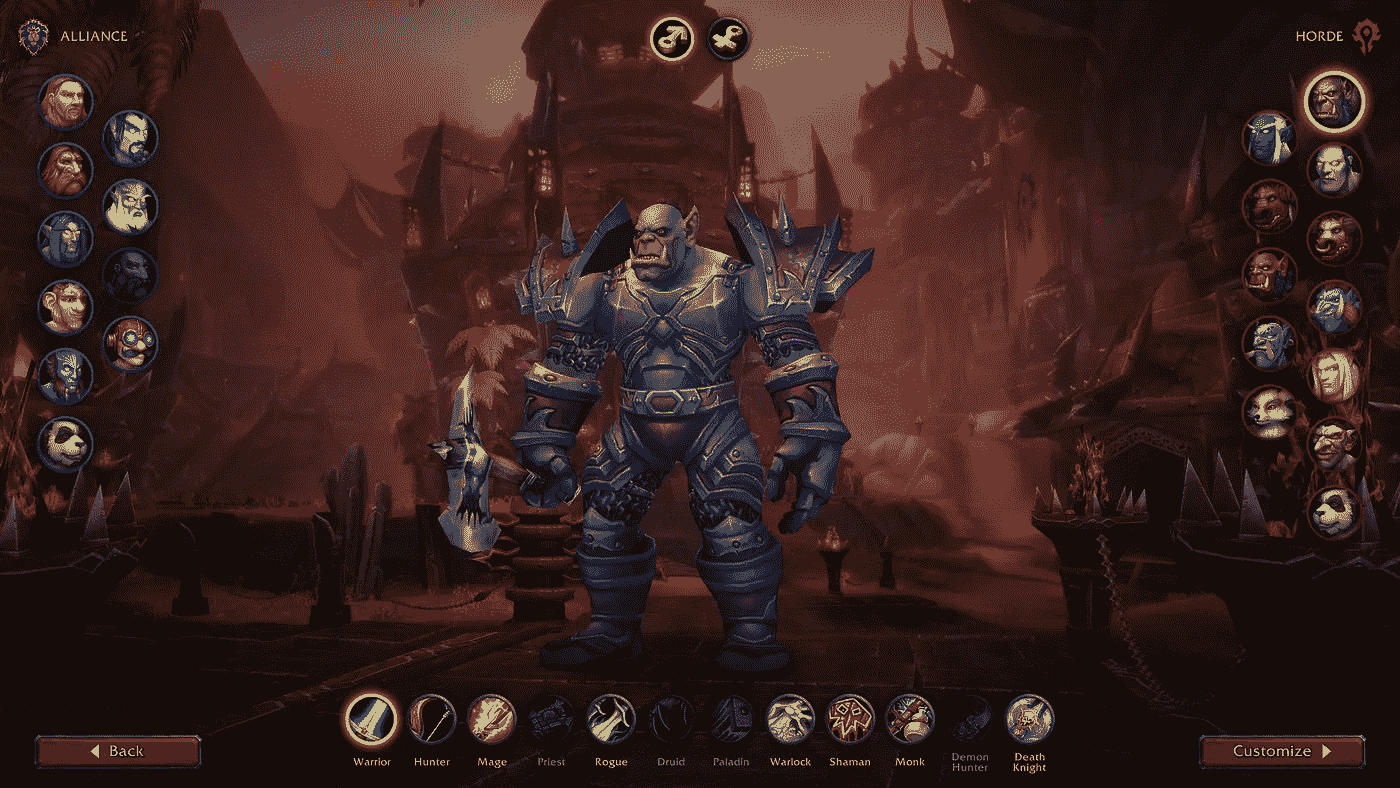 ALLIANCE
HORDE
Warrior
Hunter
Mage
Priest
Rogue
Druid
Paladin
Warlock
Shaman
Monk
Demon
Hunter
Death
Knight
Back
Customize